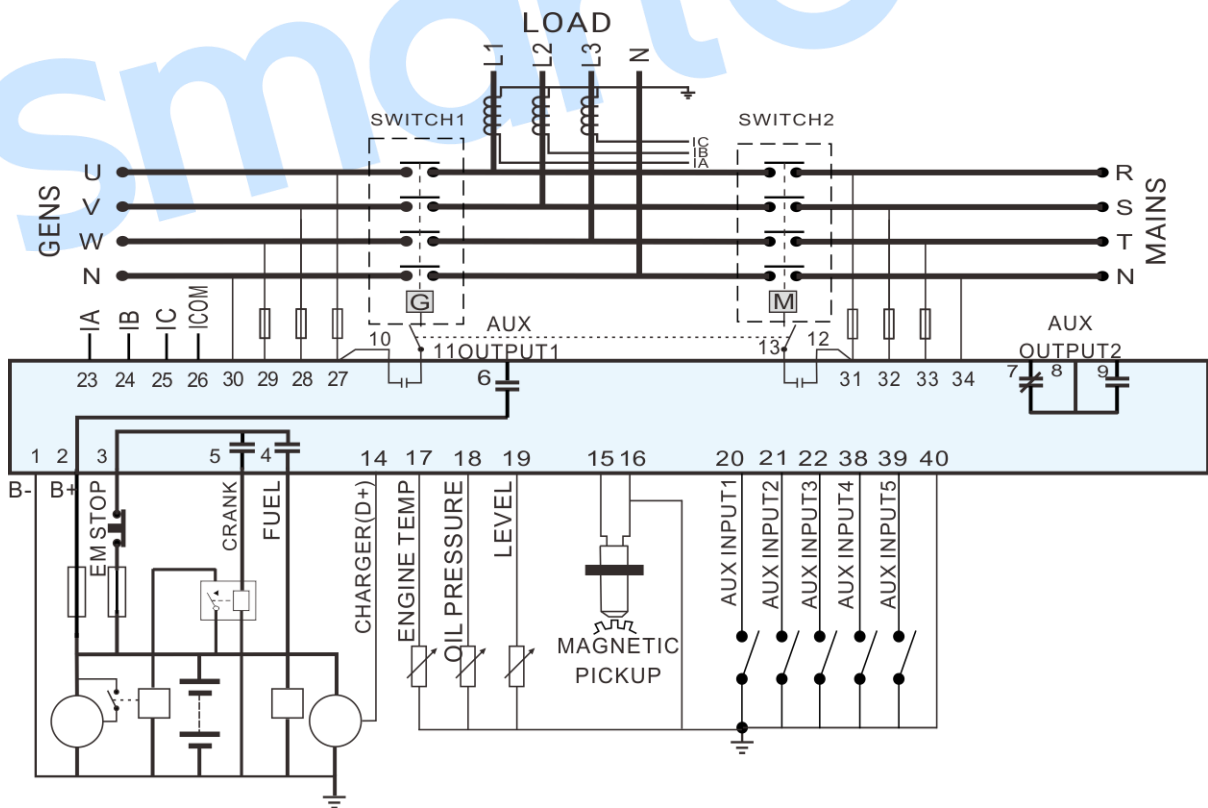 smart
LOAD
L1 L2 L3 N
SWITCH1
SWITCH2
IC
IB
IA
GENS
U
V
W
N
MAINS
R
S
T
N
G
M
IA IB IC ICOM
AUX
OUTPUT1
AUX
OUTPUT2
10 11 13 12
23 24 25 26 30 29 28 27 6 31 32 33 34 7 8 9
1 2 3 5 4 14 17 18 19 15 16 20 21 22 38 39 40
B- B+
EM STOP
CRANK
FUEL
CHARGER(D+)
ENGINE TEMP
OIL PRESSURE
LEVEL
MAGNETIC
PICKUP
AUX INPUT1
AUX INPUT2
AUX INPUT3
AUX INPUT4
AUX INPUT5